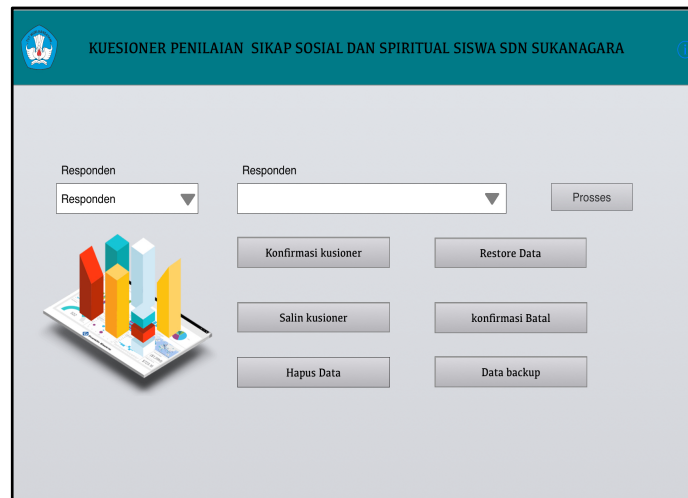 KUESIONER PENILAIAN SIKAP SOSIAL DAN SPIRITUAL SISWA SDN SUKANAGARA
Responden Responden
Responden Prosses
Konfirmasi kusioner Restore Data
Salin kusioner konfirmasi Batal
Hapus Data Data backup